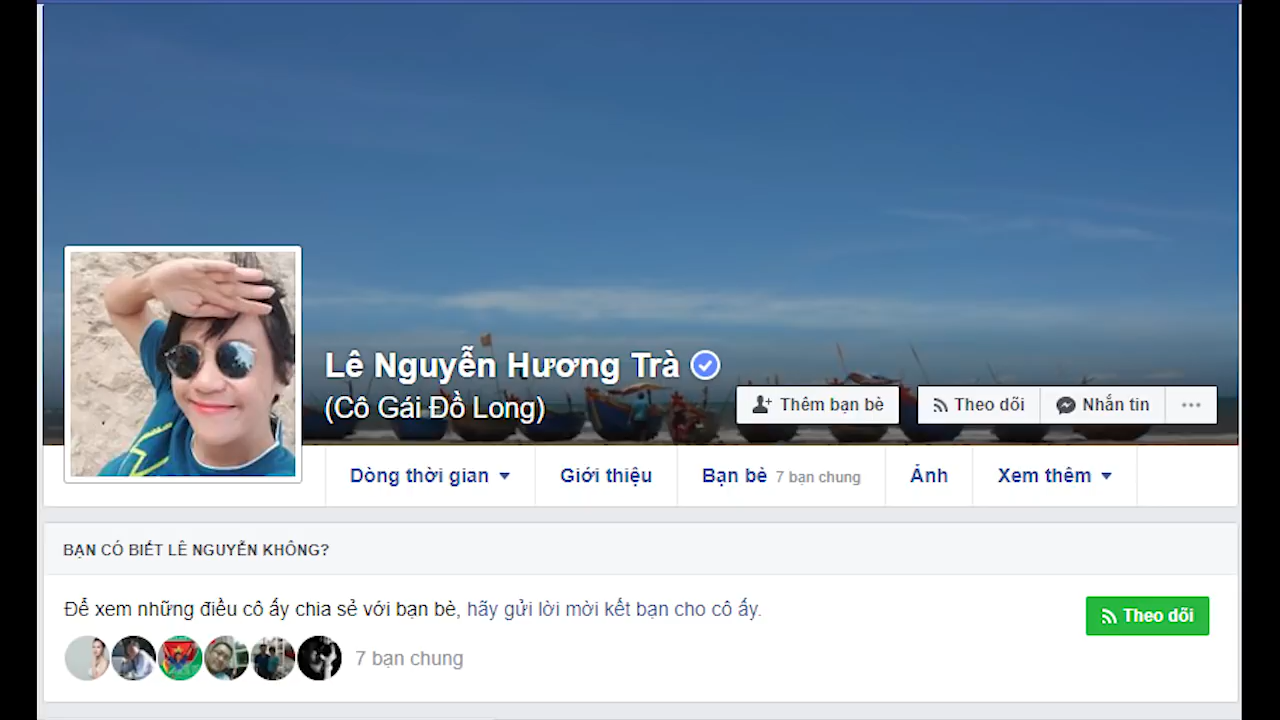 Lê Nguyễn Hương Trà
(Cô Gái Đồ Long)
Thêm bạn bè
Theo dõi
Nhắn tin
Dòng thời gian
Giới thiệu
Bạn bè 7 bạn chung
Ảnh
Xem thêm
BẠN CÓ BIẾT LÊ NGUYỄN KHÔNG?
Để xem những điều cô ấy chia sẻ với bạn bè, hãy gửi lời mời kết bạn cho cô ấy.
Theo dõi
7 bạn chung